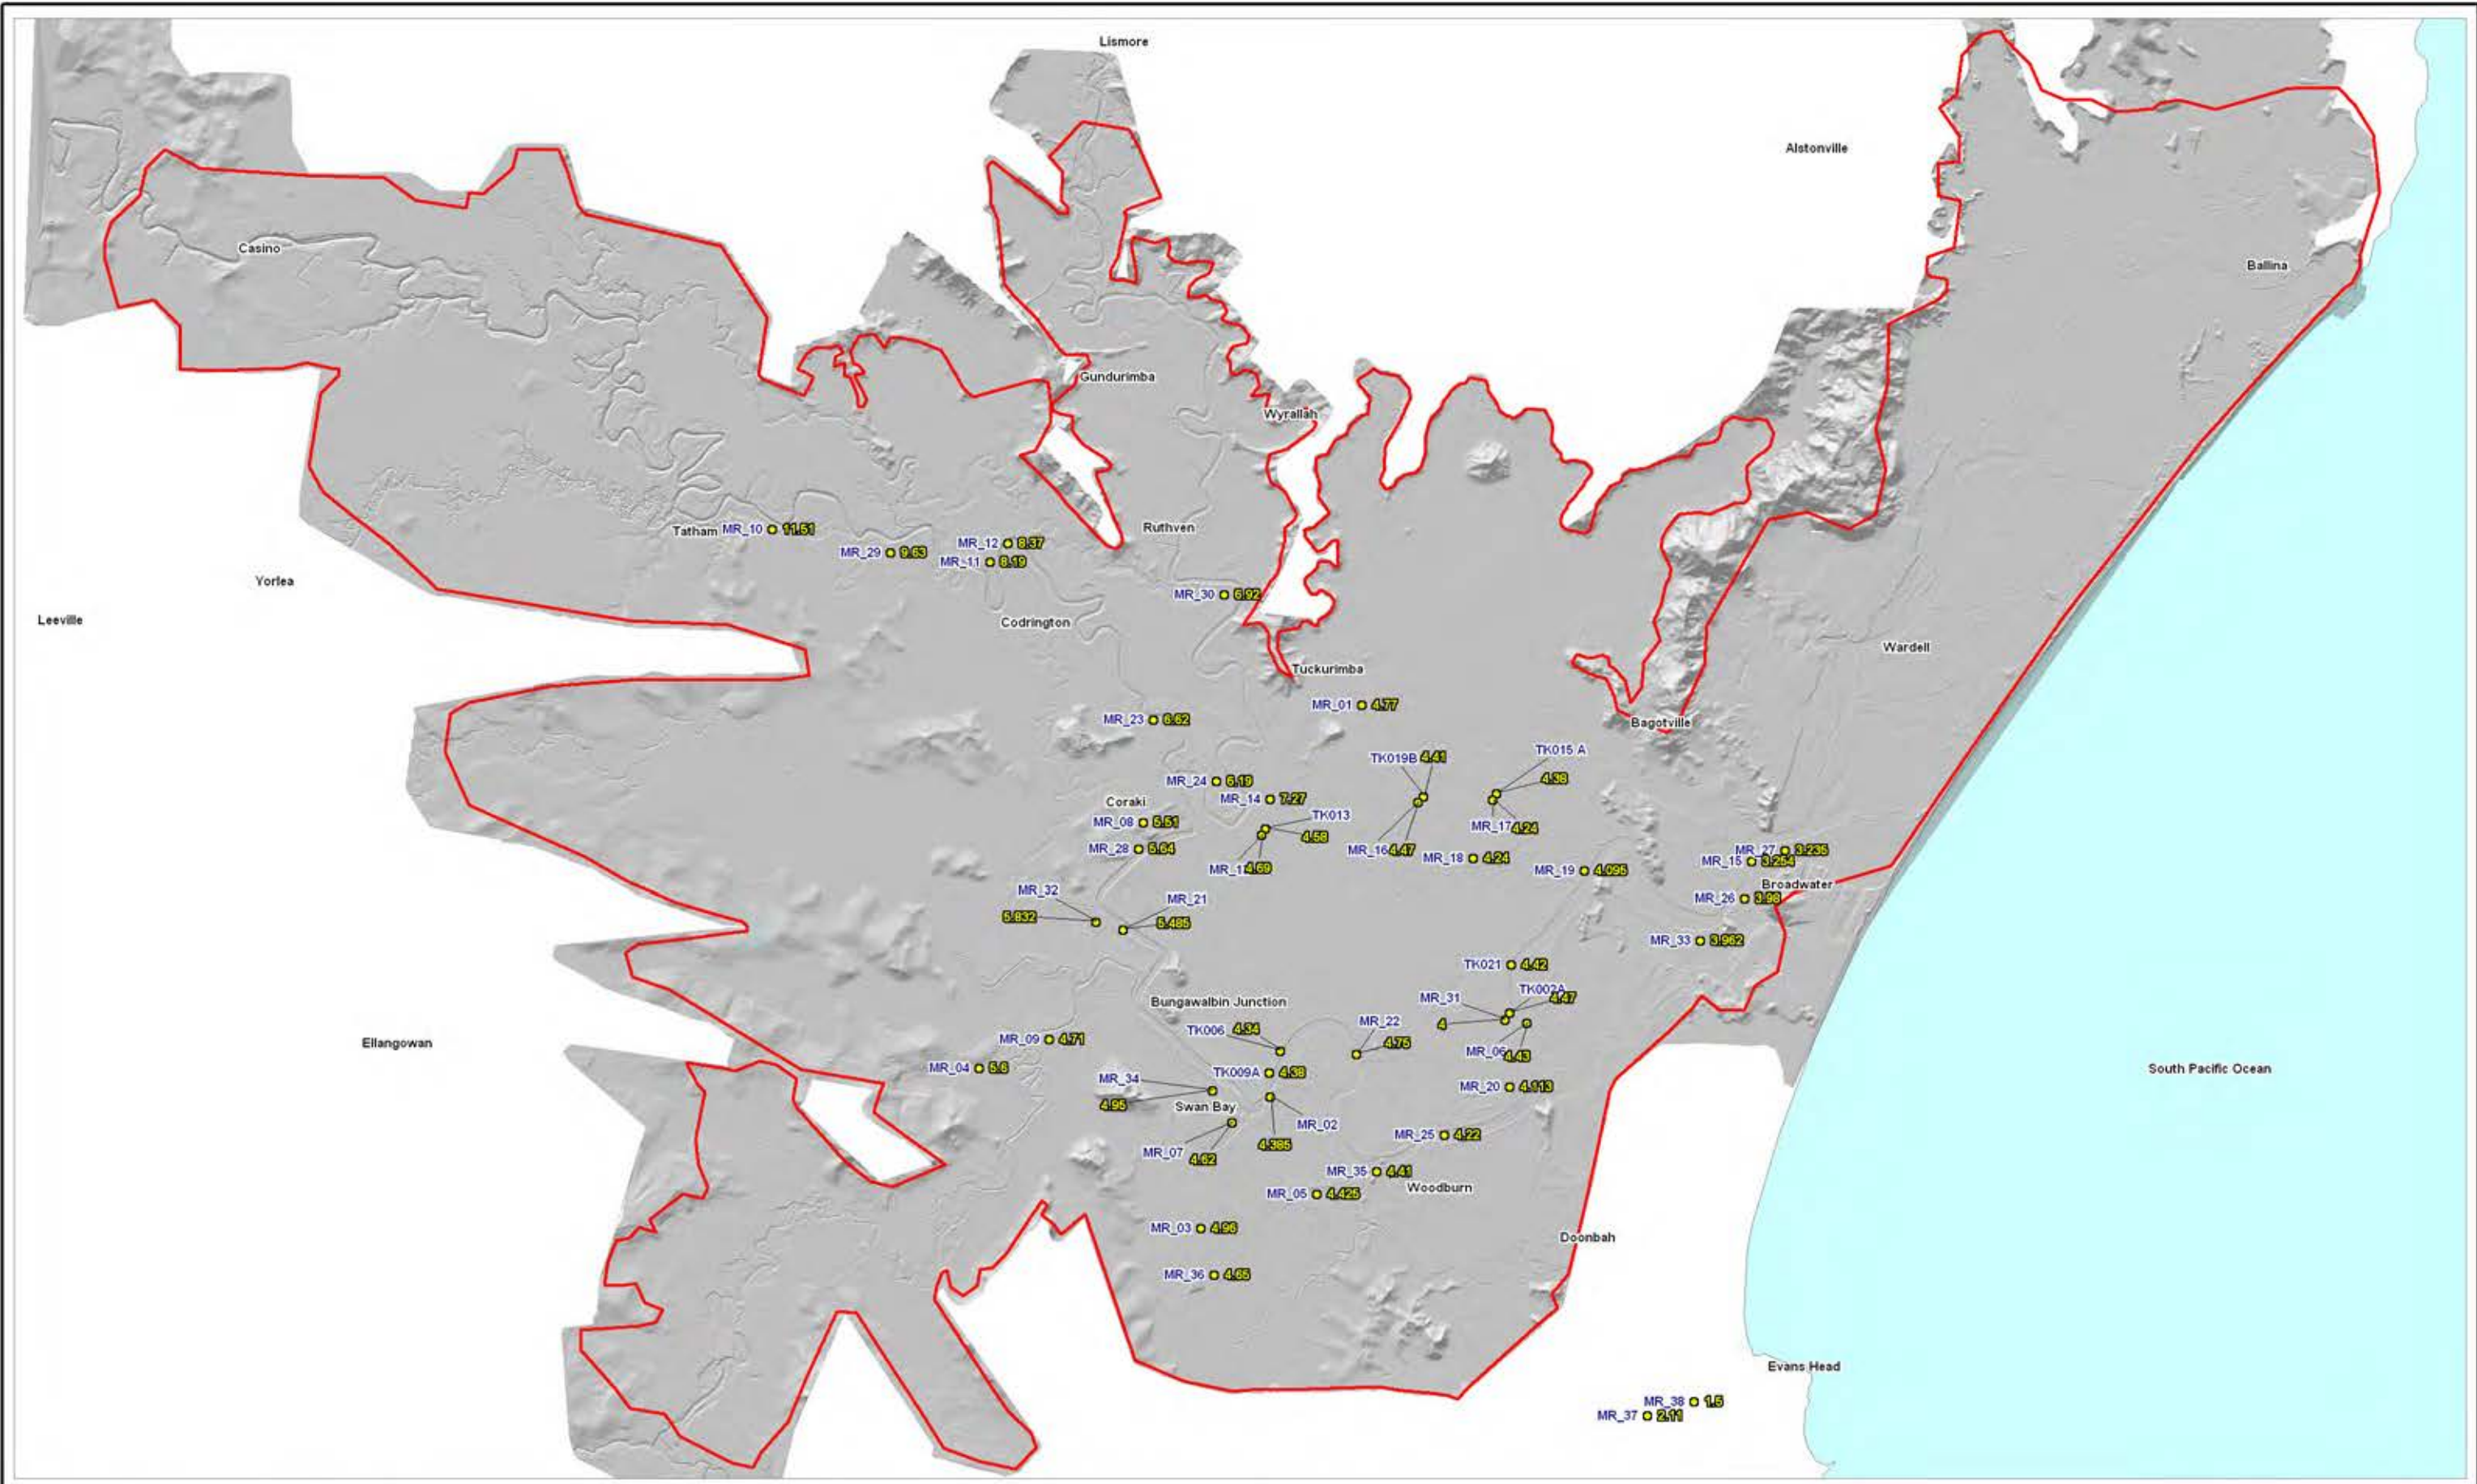 Lismore
Alstonville
Casino
Ballina
Gundurimba
Wyrallah
Tatham MR_10 11.51
Ruthven
MR_29 9.63
MR_12 8.37
MR_11 8.19
Yorlea
MR_30 6.92
Leeville
Codrington
Wardell
Tuckurimba
MR_01 4.77
MR_23 6.62
Bagotville
TK019B 4.41
TK015 A
4.38
MR_24 6.19
MR_14 7.27
Coraki
MR_08 5.51
TK013
4.58
MR_17 4.24
MR_28 5.64
MR_16 4.47
MR_18 4.24
MR_27 3.235
MR_15 3.254
MR_1 4.69
MR_19 4.095
Broadwater
MR_32
MR_21
MR_26 3.98
5.832
5.485
MR_33 3.962
TK021 4.42
TK002A
4.47
MR_31
Bungawalbin Junction
4
MR_22
TK006 4.34
MR_09 4.71
Ellangowan
4.75
MR_06
4.43
MR_04 5.6
South Pacific Ocean
TK009A 4.38
MR_34
MR_20 4.113
4.95
Swan Bay
MR_02
MR_25 4.22
4.385
MR_07 4.62
MR_35 4.41
Woodburn
MR_05 4.425
MR_03 4.96
Doonbah
MR_36 4.65
Evans Head
MR_38 1.5
MR_37 2.11